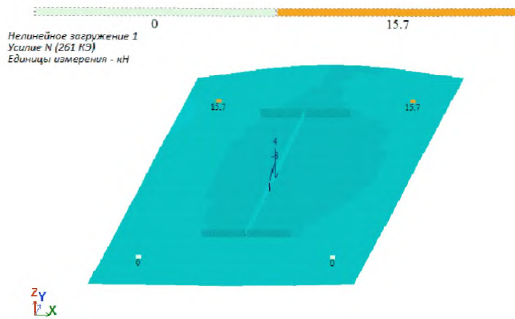 0 15.7
Нелинейное загружение 1
Усилие N (261 КЭ)
Единицы измерения - кН
15.7 15.7
0 0
Z Y
X